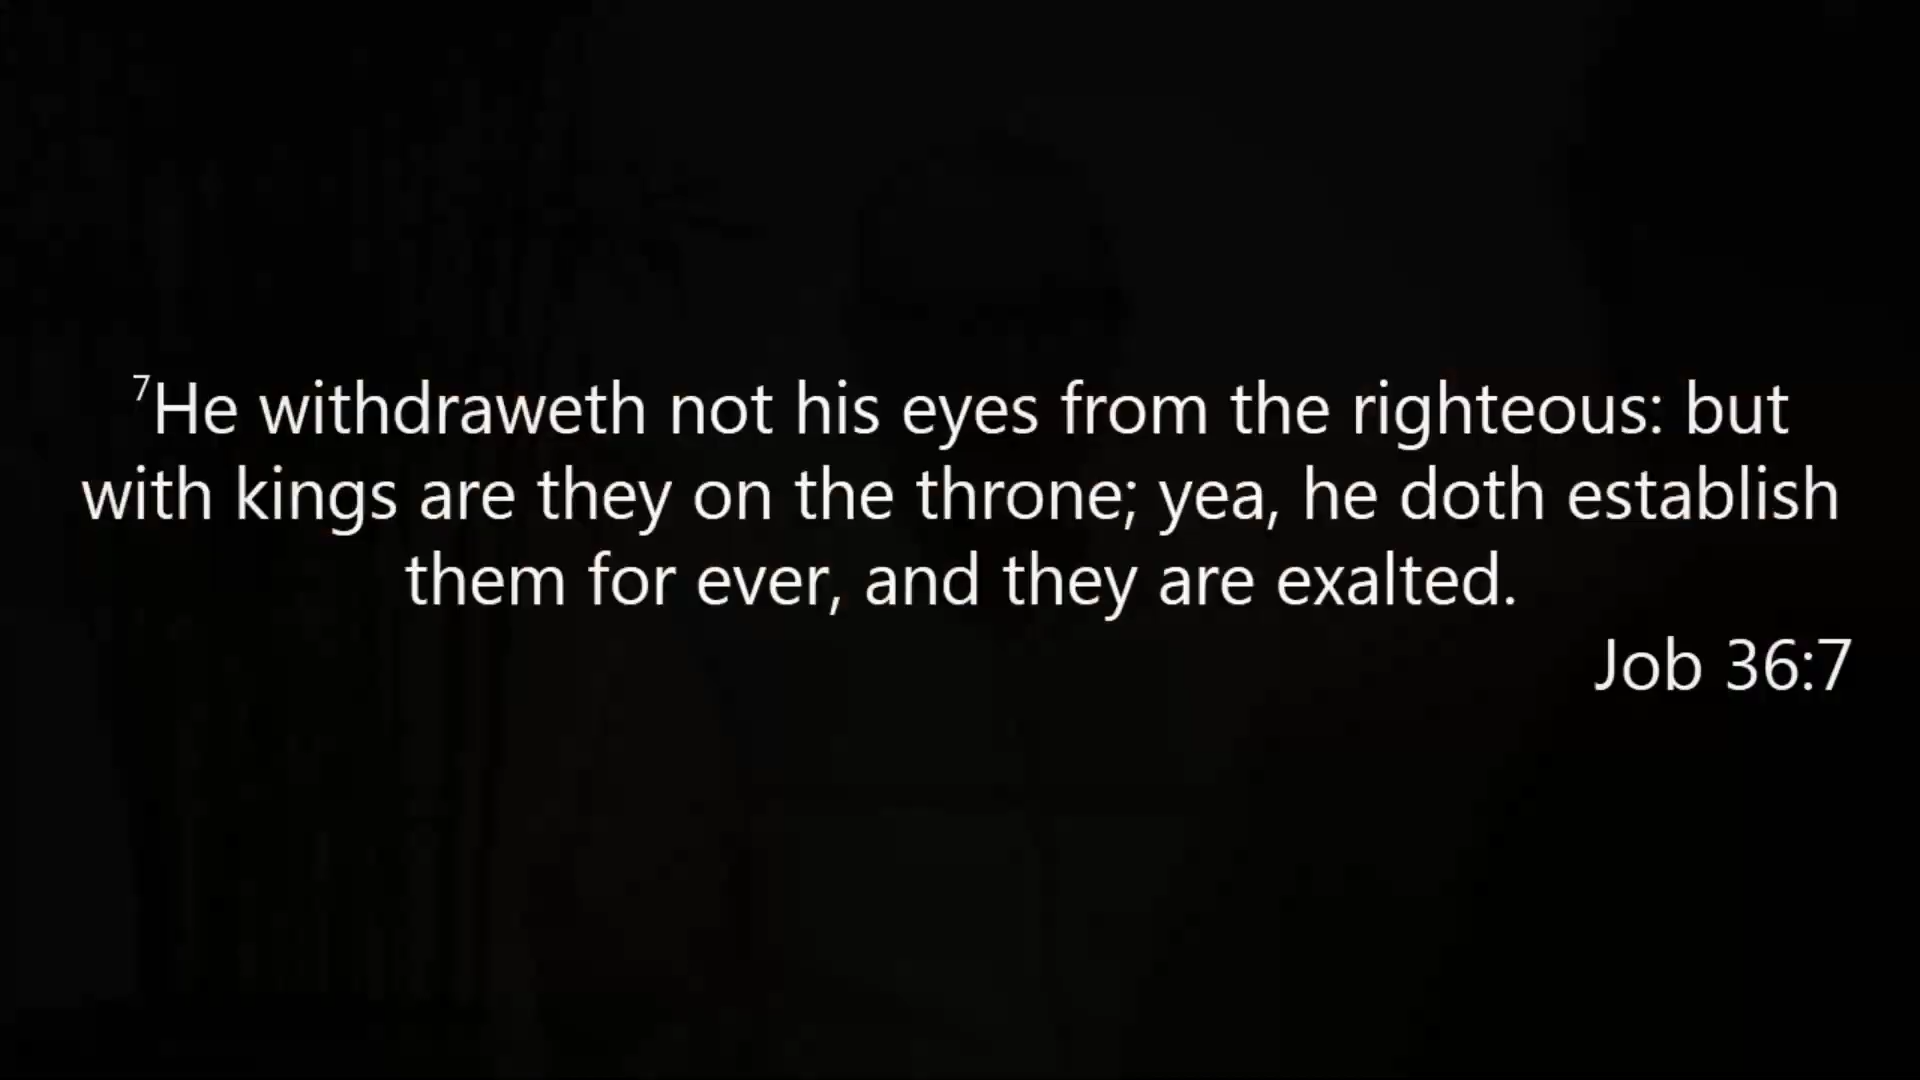 ⁷He withdraweth not his eyes from the righteous: but
with kings are they on the throne; yea, he doth establish
them for ever, and they are exalted.
Job 36:7